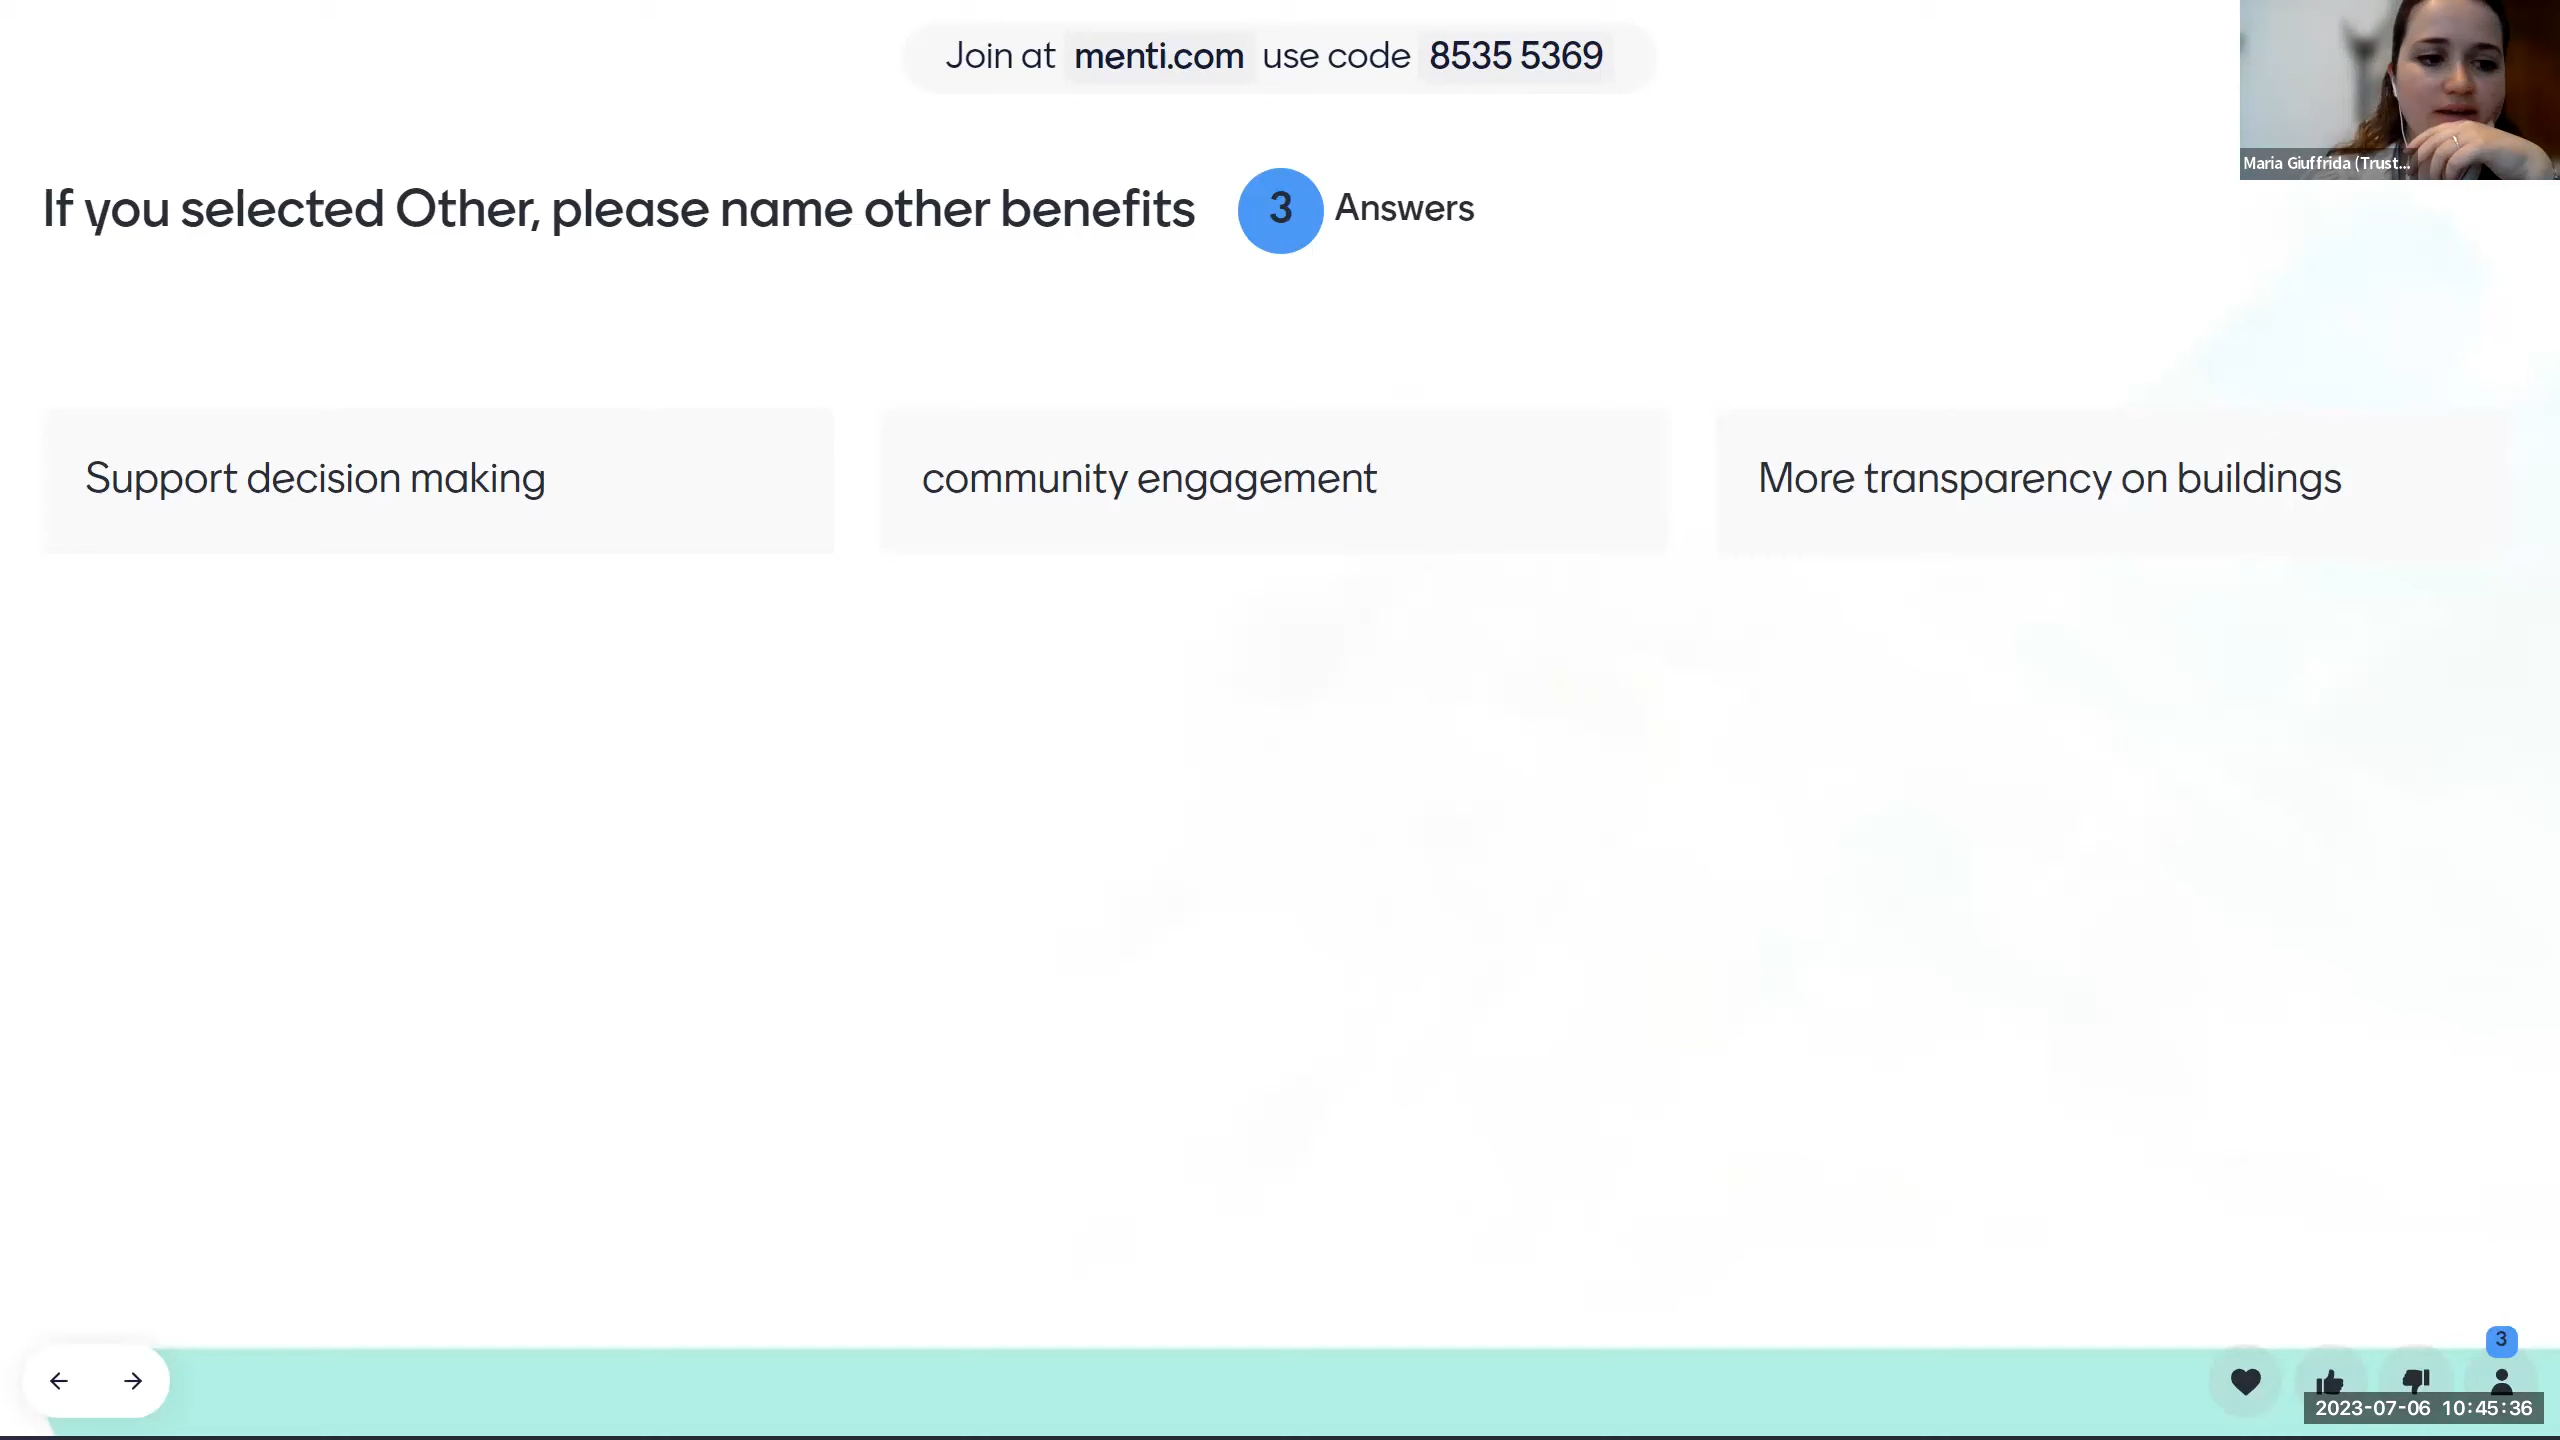 Join at menti.com use code 8535 5369
Maria Giuffrida (Trust...
If you selected Other, please name other benefits 3 Answers
Support decision making
community engagement
More transparency on buildings
3
2023-07-06 10:45:36